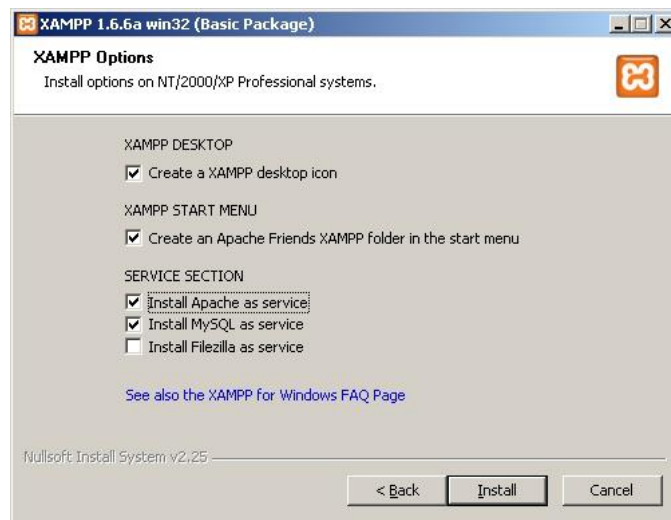 XAMPP 1.6.6a win32 (Basic Package)
XAMPP Options
Install options on NT/2000/XP Professional systems.
XAMPP DESKTOP
Create a XAMPP desktop icon
XAMPP START MENU
Create an Apache Friends XAMPP folder in the start menu
SERVICE SECTION
Install Apache as service
Install MySQL as service
Install Filezilla as service
See also the XAMPP for Windows FAQ Page
Nullsoft Install System v2.25
< Back
Install
Cancel